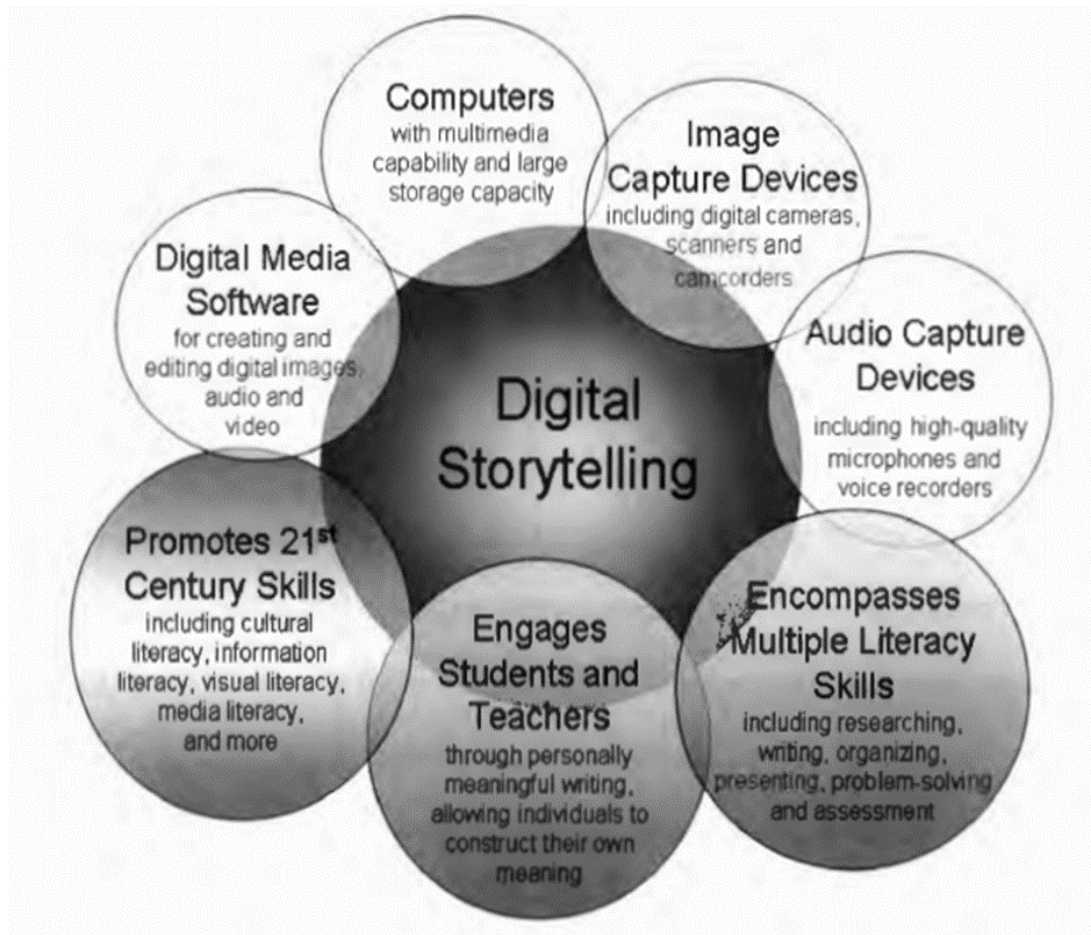 Computers
with multimedia
capability and large
storage capacity
Image
Capture Devices
including digital cameras,
scanners and
camcorders
Digital Media
Software
for creating and
editing digital images,
audio and
video
Audio Capture
Devices
including high-quality
microphones and
voice recorders
Digital
Storytelling
Promotes 21st
Century Skills
including cultural
literacy, information
literacy, visual literacy,
media literacy,
and more
Engages
Students and
Teachers
through personally
meaningful writing,
allowing individuals to
construct their own
meaning
Encompasses
Multiple Literacy
Skills
including researching,
writing, organizing,
presenting, problem-solving
and assessment